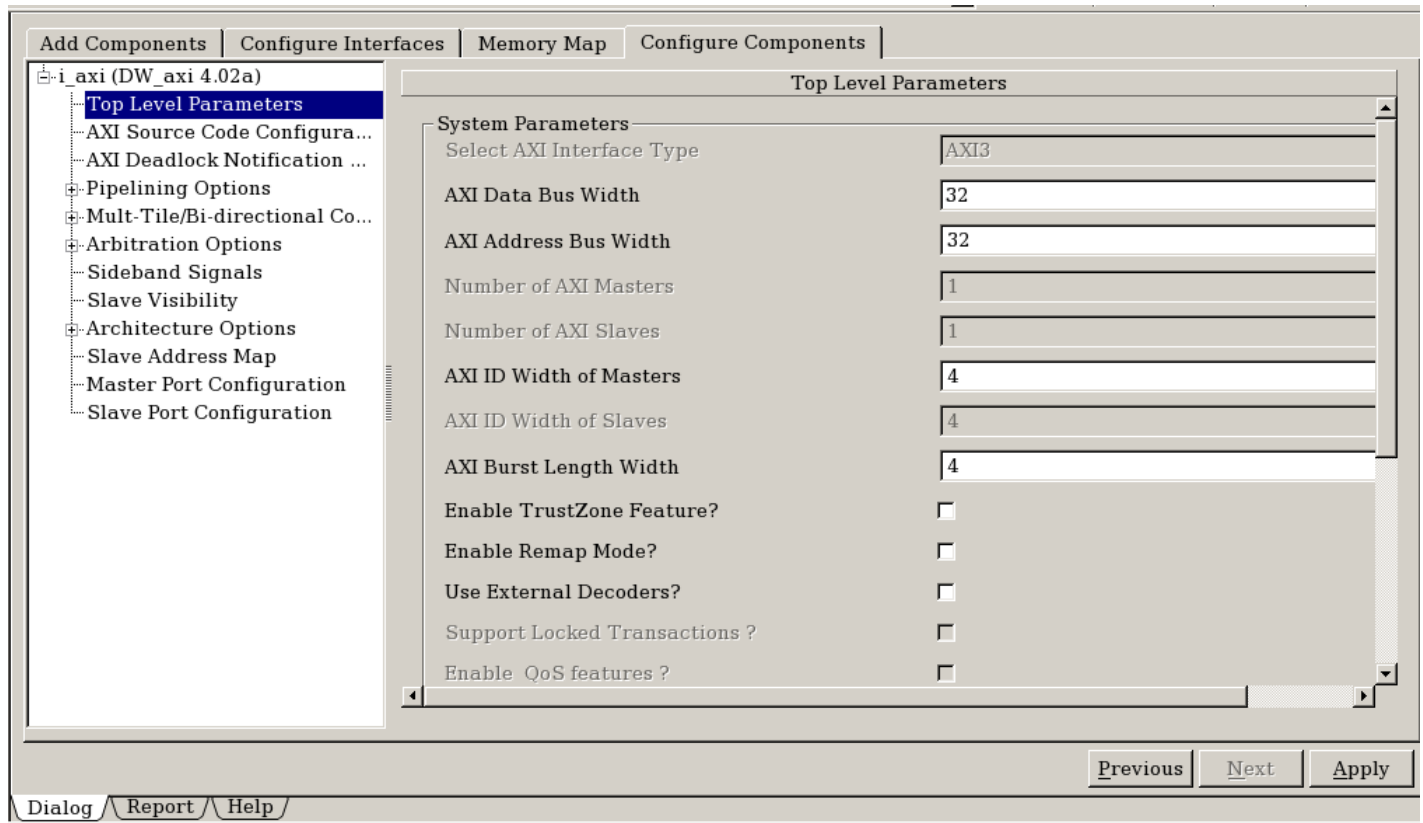 Add Components
Configure Interfaces
Memory Map
Configure Components
i_axi (DW_axi 4.02a)
Top Level Parameters
AXI Source Code Configura...
AXI Deadlock Notification ...
Pipelining Options
Mult-Tile/Bi-directional Co...
Arbitration Options
Sideband Signals
Slave Visibility
Architecture Options
Slave Address Map
Master Port Configuration
Slave Port Configuration
Top Level Parameters
System Parameters
Select AXI Interface Type AXI3
AXI Data Bus Width 32
AXI Address Bus Width 32
Number of AXI Masters 1
Number of AXI Slaves 1
AXI ID Width of Masters 4
AXI ID Width of Slaves 4
AXI Burst Length Width 4
Enable TrustZone Feature?
Enable Remap Mode?
Use External Decoders?
Support Locked Transactions ?
Enable QoS features ?
Previous Next Apply
Dialog Report Help